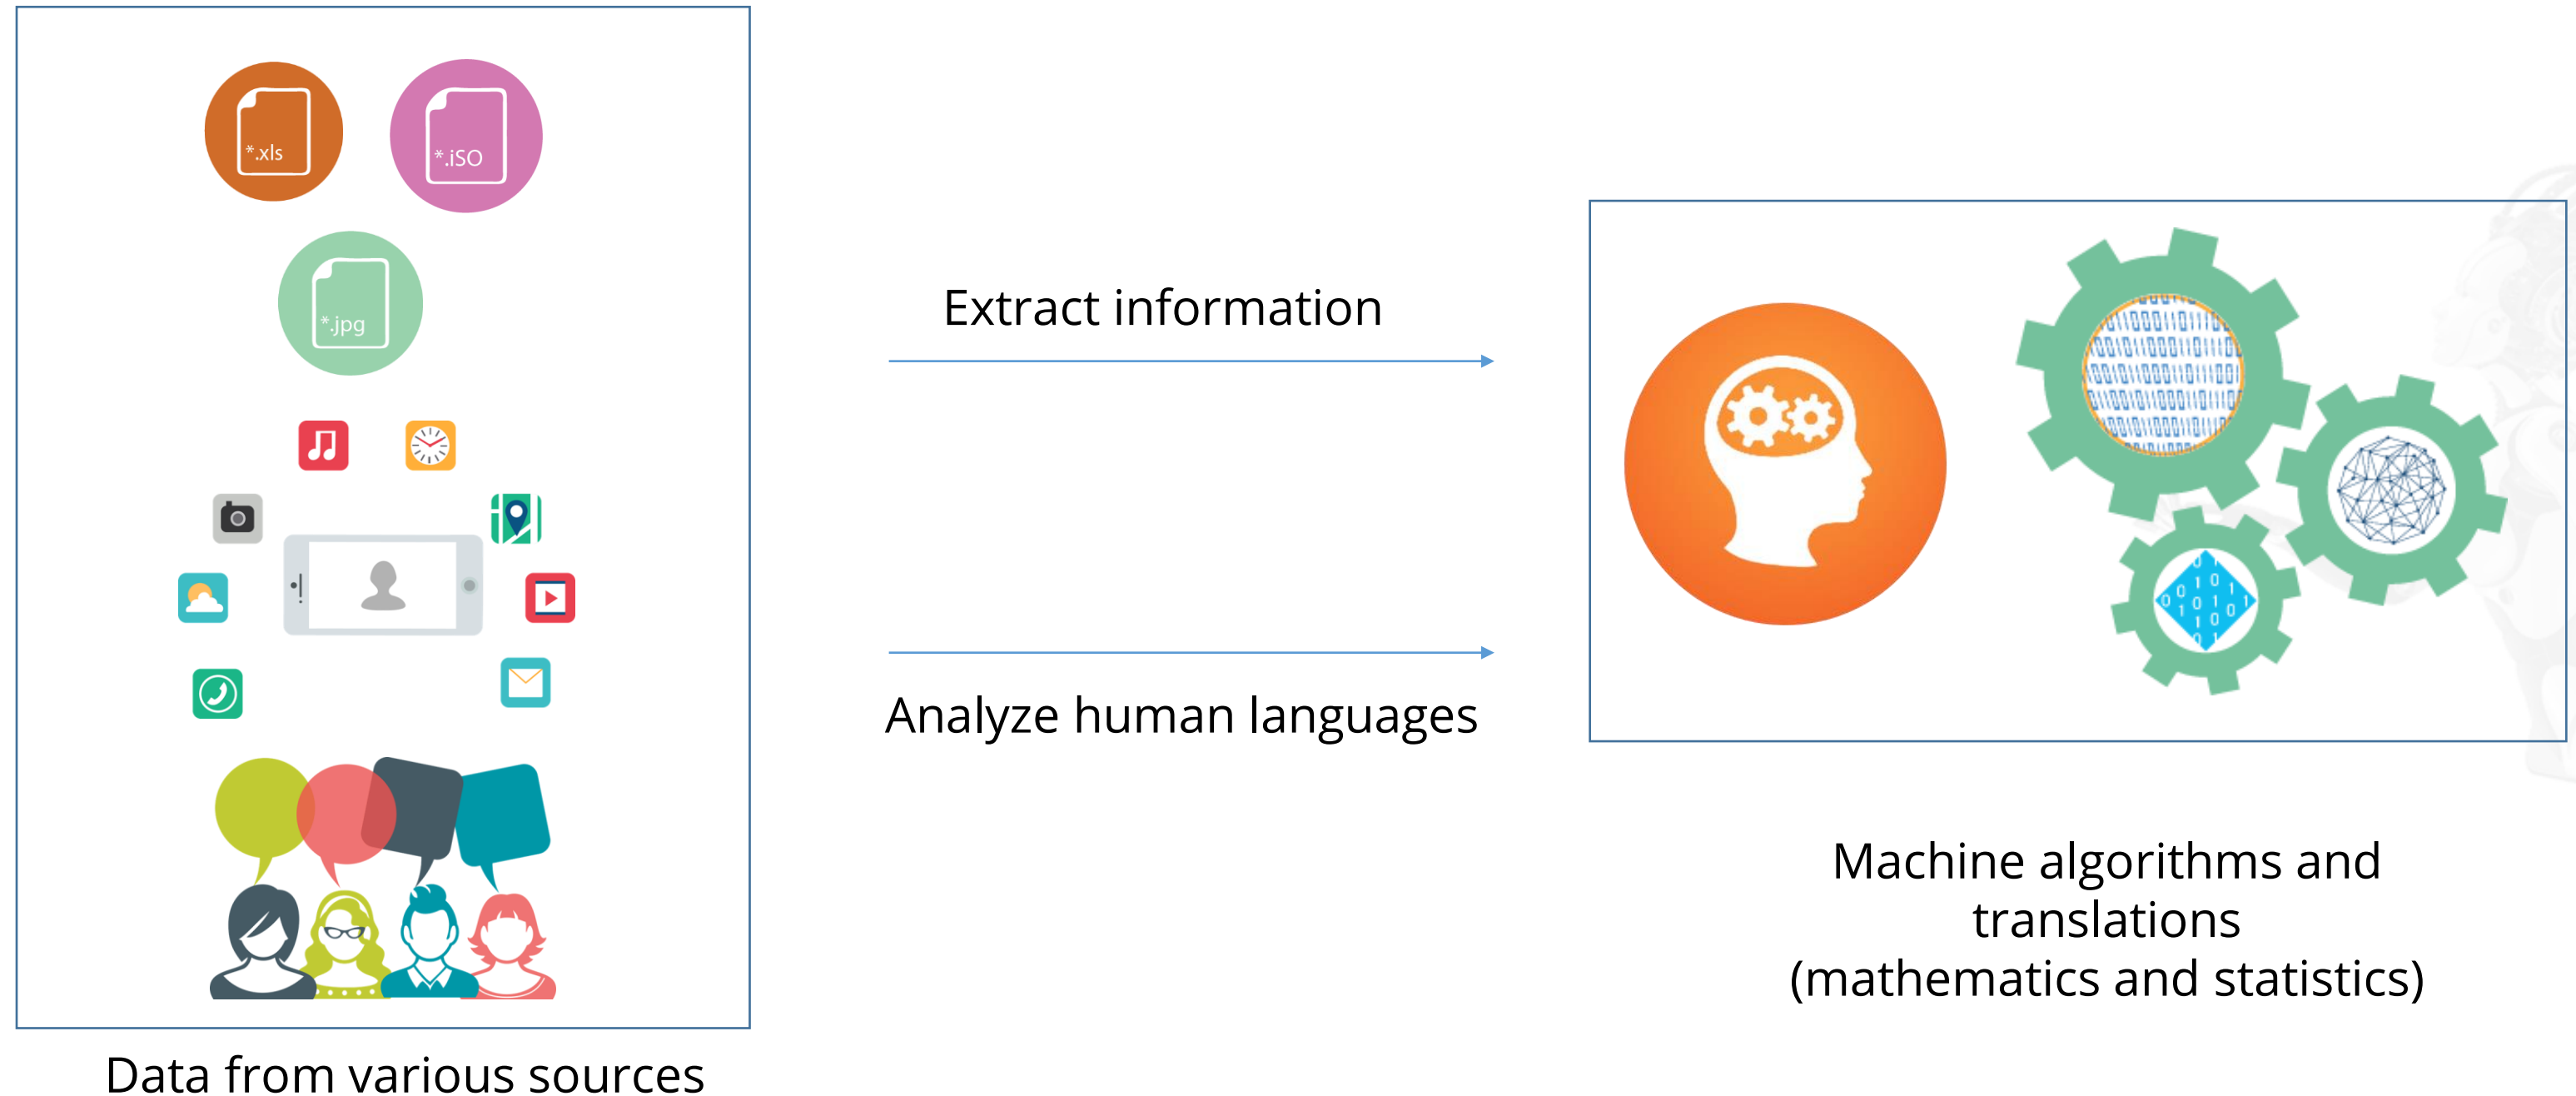 *.xls
*.iSO
*.jpg
Extract information
Analyze human languages
Machine algorithms and
translations
(mathematics and statistics)
Data from various sources